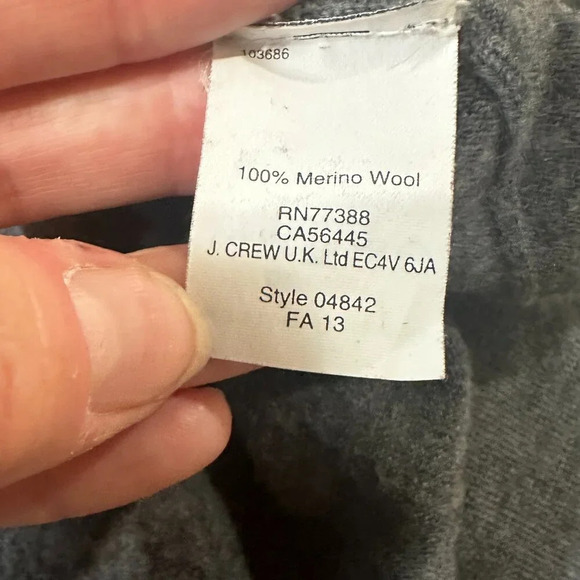 103686
100% Merino Wool
RN77388
CA56445
J. CREW U.K. Ltd EC4V 6JA
Style 04842
FA 13